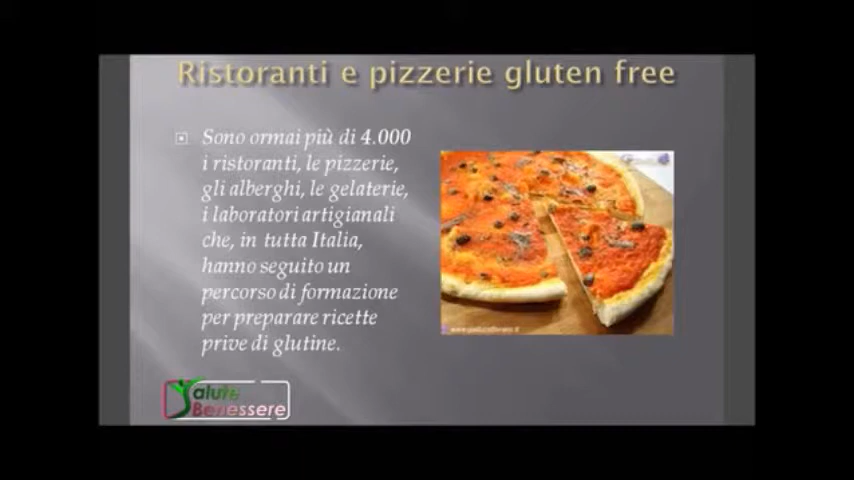 Ristoranti e pizzerie gluten free
Sono ormai più di 4.000
i ristoranti, le pizzerie,
gli alberghi, le gelaterie,
i laboratori artigianali
che, in tutta Italia,
hanno seguito un
percorso di formazione
per preparare ricette
prive di glutine.
Salute
Benessere